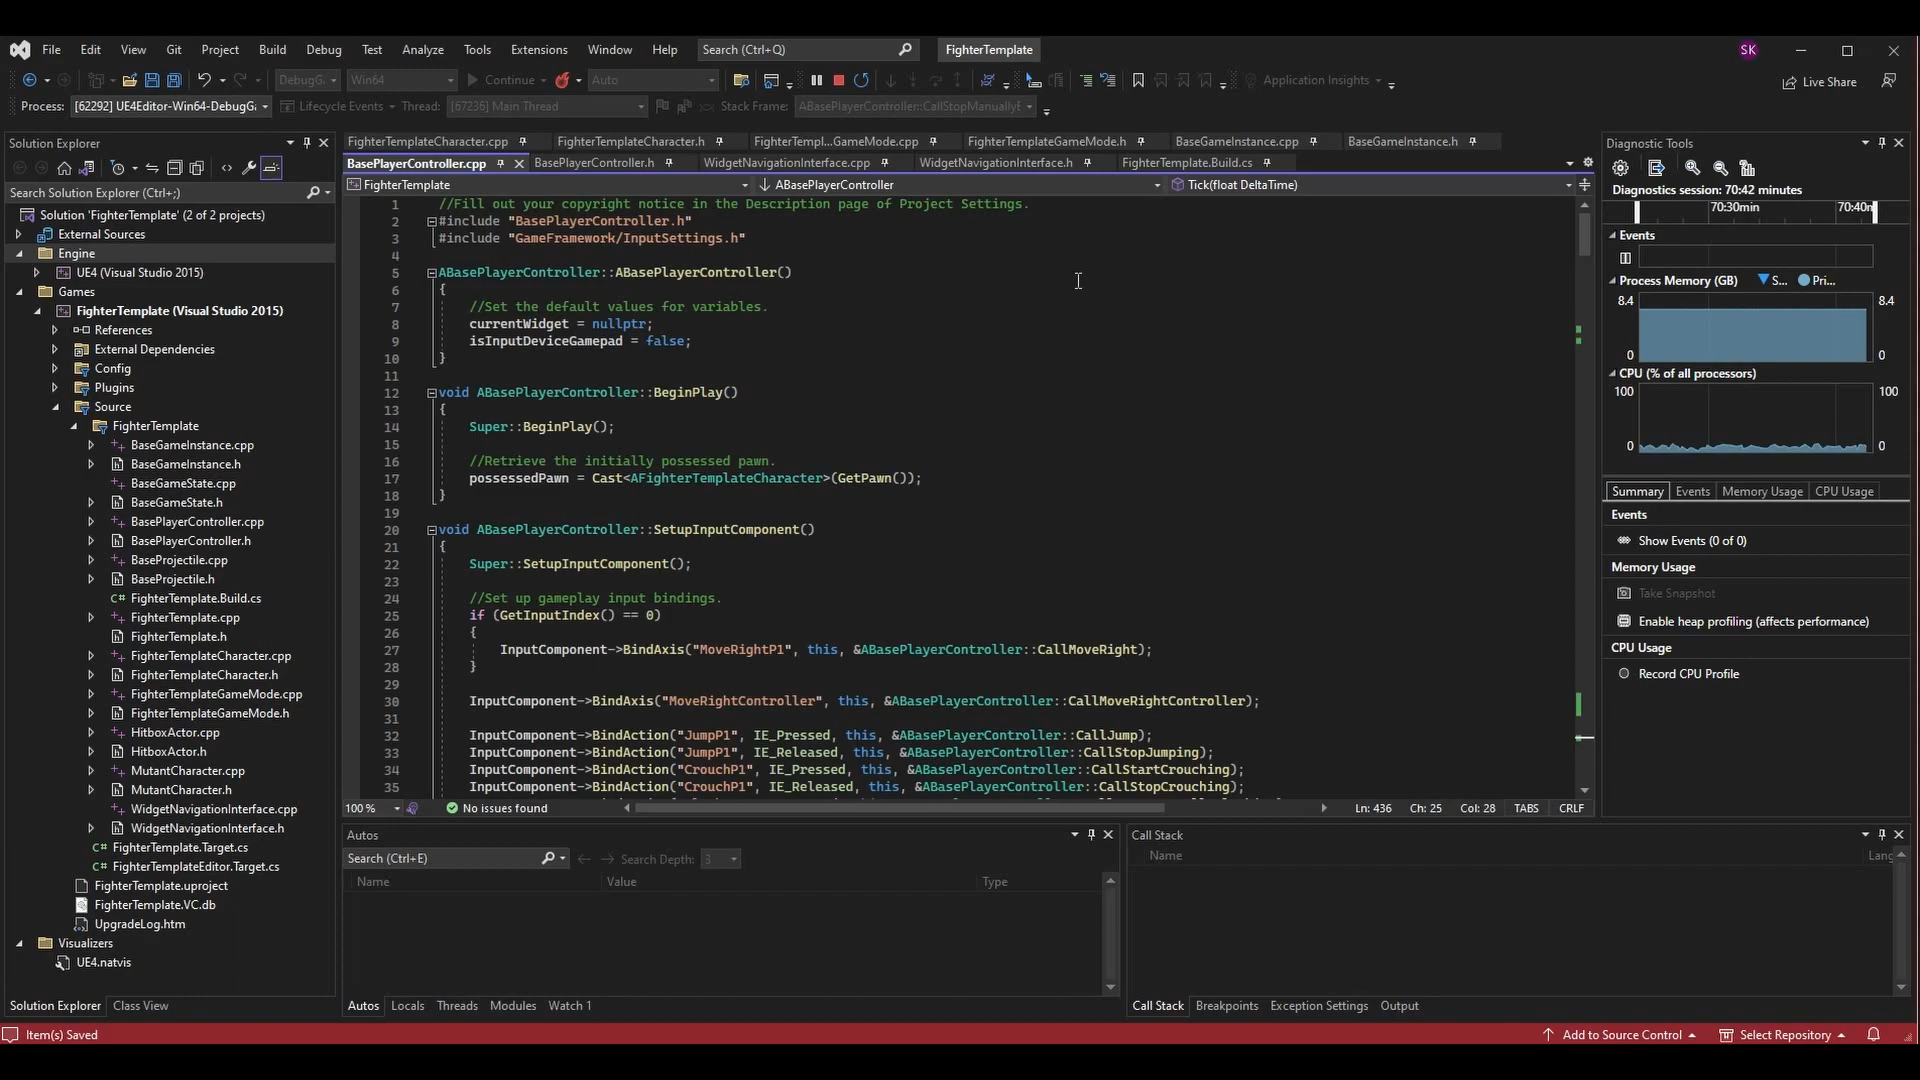 File Edit View Git Project Build Debug Test Analyze Tools Extensions Window Help Search (Ctrl+Q) FighterTemplate SK
DebugG Win64 Continue Auto Application Insights Live Share
Process: [62292] UE4Editor-Win64-DebugGa Lifecycle Events Thread: [67236] Main Thread Stack Frame: ABasePlayerController::CallStopManuallyE
Solution Explorer
Search Solution Explorer (Ctrl+;)
Solution 'FighterTemplate' (2 of 2 projects)
External Sources
Engine
UE4 (Visual Studio 2015)
Games
FighterTemplate (Visual Studio 2015)
References
External Dependencies
Config
Plugins
Source
FighterTemplate
BaseGameInstance.cpp
BaseGameInstance.h
BaseGameState.cpp
BaseGameState.h
BasePlayerController.cpp
BasePlayerController.h
BaseProjectile.cpp
BaseProjectile.h
C# FighterTemplate.Build.cs
FighterTemplate.cpp
FighterTemplate.h
FighterTemplateCharacter.cpp
FighterTemplateCharacter.h
FighterTemplateGameMode.cpp
FighterTemplateGameMode.h
HitboxActor.cpp
HitboxActor.h
MutantCharacter.cpp
MutantCharacter.h
WidgetNavigationInterface.cpp
WidgetNavigationInterface.h
C# FighterTemplate.Target.cs
C# FighterTemplateEditor.Target.cs
FighterTemplate.uproject
FighterTemplate.VC.db
UpgradeLog.htm
Visualizers
UE4.natvis
Solution Explorer Class View
FighterTemplateCharacter.cpp FighterTemplateCharacter.h FighterTempl...GameMode.cpp FighterTemplateGameMode.h BaseGameInstance.cpp BaseGameInstance.h
BasePlayerController.cpp BasePlayerController.h WidgetNavigationInterface.cpp WidgetNavigationInterface.h FighterTemplate.Build.cs
FighterTemplate ABasePlayerController Tick(float DeltaTime)
1 //Fill out your copyright notice in the Description page of Project Settings.
2 #include "BasePlayerController.h"
3 #include "GameFramework/InputSettings.h"
4
5 ABasePlayerController::ABasePlayerController()
6 {
7 //Set the default values for variables.
8 currentWidget = nullptr;
9 isInputDeviceGamepad = false;
10 }
11
12 void ABasePlayerController::BeginPlay()
13 {
14 Super::BeginPlay();
15
16 //Retrieve the initially possessed pawn.
17 possessedPawn = Cast<AFighterTemplateCharacter>(GetPawn());
18 }
19
20 void ABasePlayerController::SetupInputComponent()
21 {
22 Super::SetupInputComponent();
23
24 //Set up gameplay input bindings.
25 if (GetInputIndex() == 0)
26 {
27 InputComponent->BindAxis("MoveRightP1", this, &ABasePlayerController::CallMoveRight);
28 }
29
30 InputComponent->BindAxis("MoveRightController", this, &ABasePlayerController::CallMoveRightController);
31
32 InputComponent->BindAction("JumpP1", IE_Pressed, this, &ABasePlayerController::CallJump);
33 InputComponent->BindAction("JumpP1", IE_Released, this, &ABasePlayerController::CallStopJumping);
34 InputComponent->BindAction("CrouchP1", IE_Pressed, this, &ABasePlayerController::CallStartCrouching);
35 InputComponent->BindAction("CrouchP1", IE_Released, this, &ABasePlayerController::CallStopCrouching);
100 % No issues found Ln: 436 Ch: 25 Col: 28 TABS CRLF
Autos
Search (Ctrl+E) Search Depth: 3
Name Value Type
Autos Locals Threads Modules Watch 1
Call Stack
Name Lang
Call Stack Breakpoints Exception Settings Output
Diagnostic Tools
Diagnostics session: 70:42 minutes
70:30min 70:40m
Events
Process Memory (GB) S... Pri...
8.4 8.4
0 0
CPU (% of all processors)
100 100
0 0
Summary Events Memory Usage CPU Usage
Events
Show Events (0 of 0)
Memory Usage
Take Snapshot
Enable heap profiling (affects performance)
CPU Usage
Record CPU Profile
Item(s) Saved Add to Source Control Select Repository